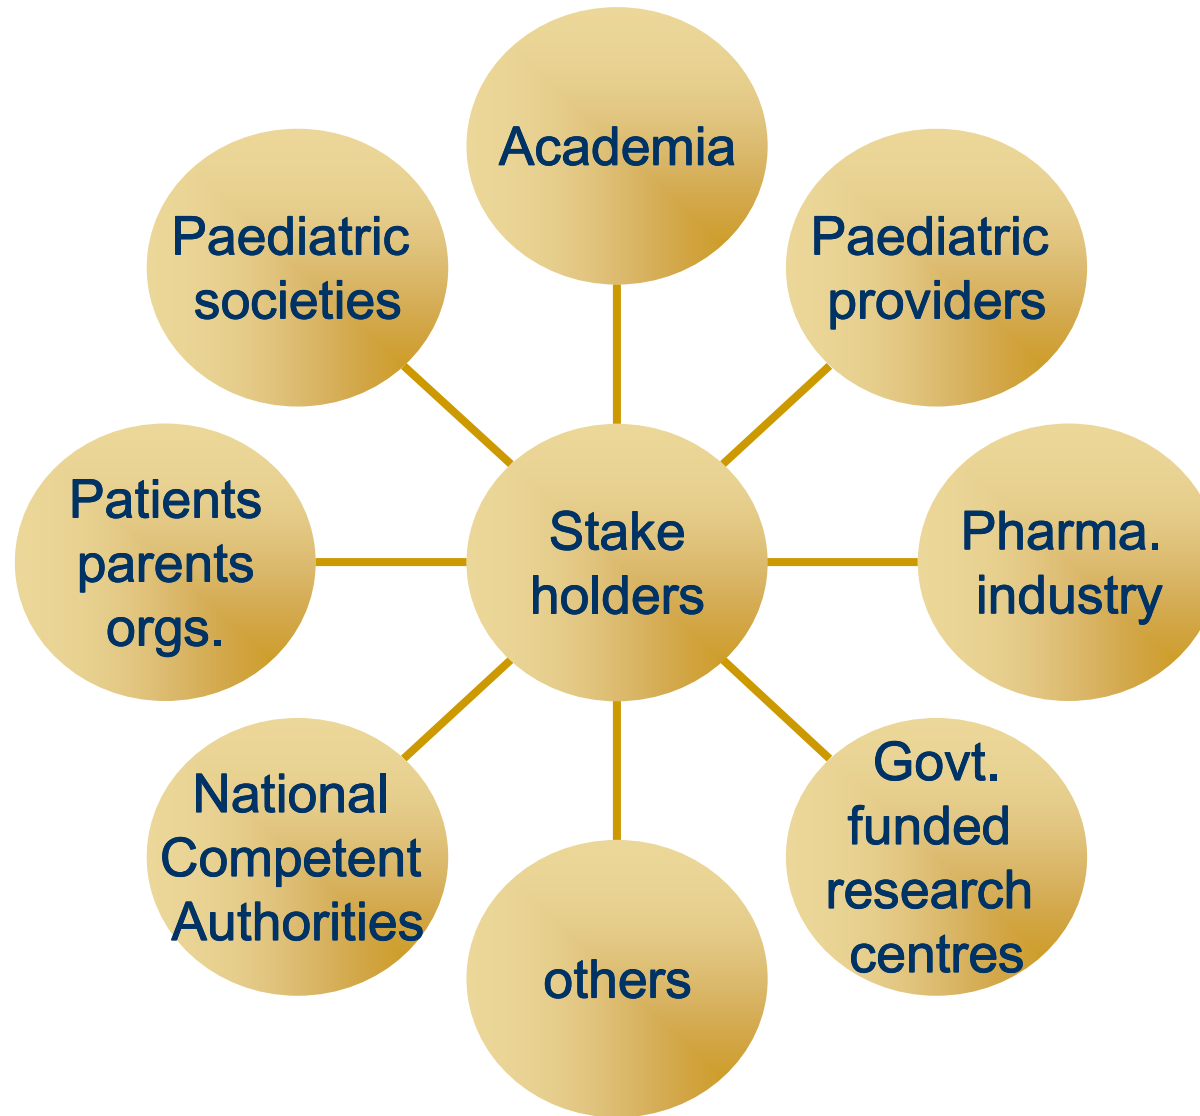 Academia
Paediatric
societies
Paediatric
providers
Patients
parents
orgs.
Stake
holders
Pharma.
industry
National
Competent
Authorities
Govt.
funded
research
centres
others